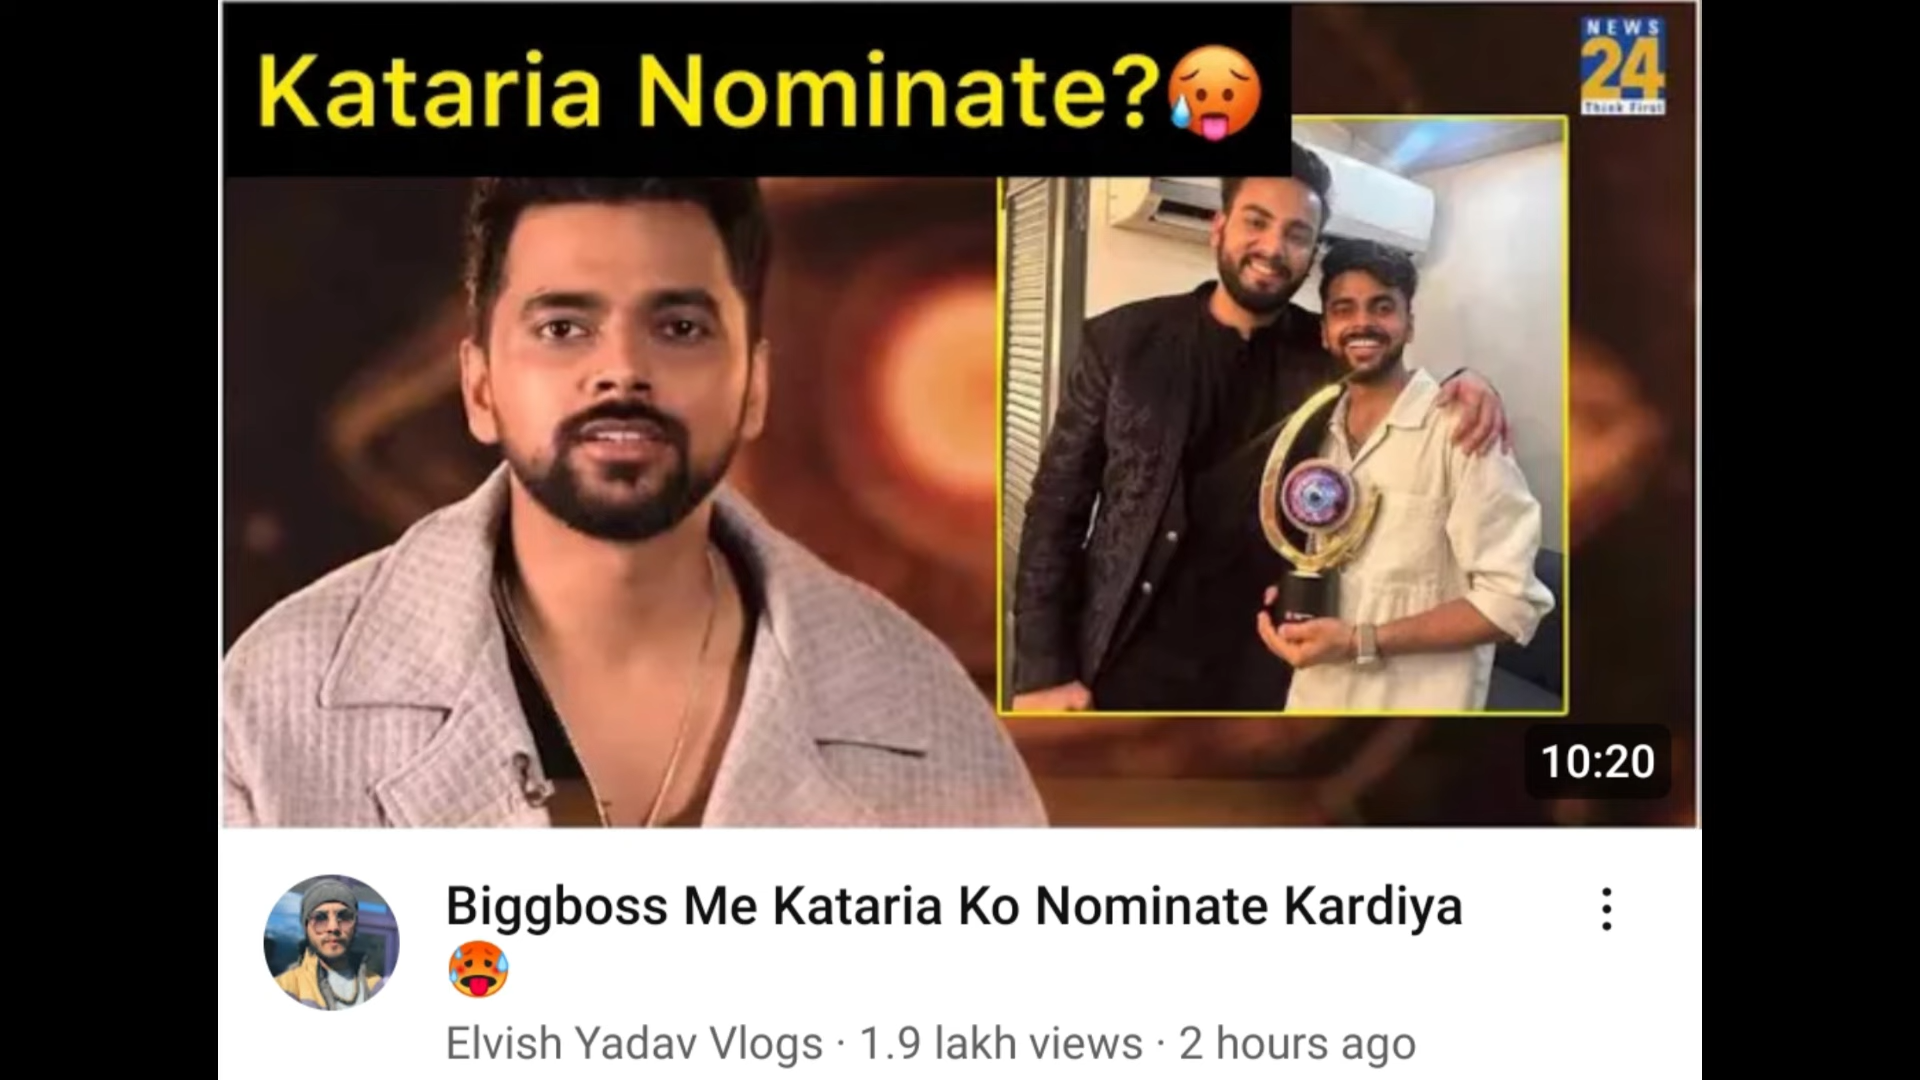 Kataria Nominate?🥵
NEWS
24
Think First
10:20
Biggboss Me Kataria Ko Nominate Kardiya
🥵
Elvish Yadav Vlogs · 1.9 lakh views · 2 hours ago